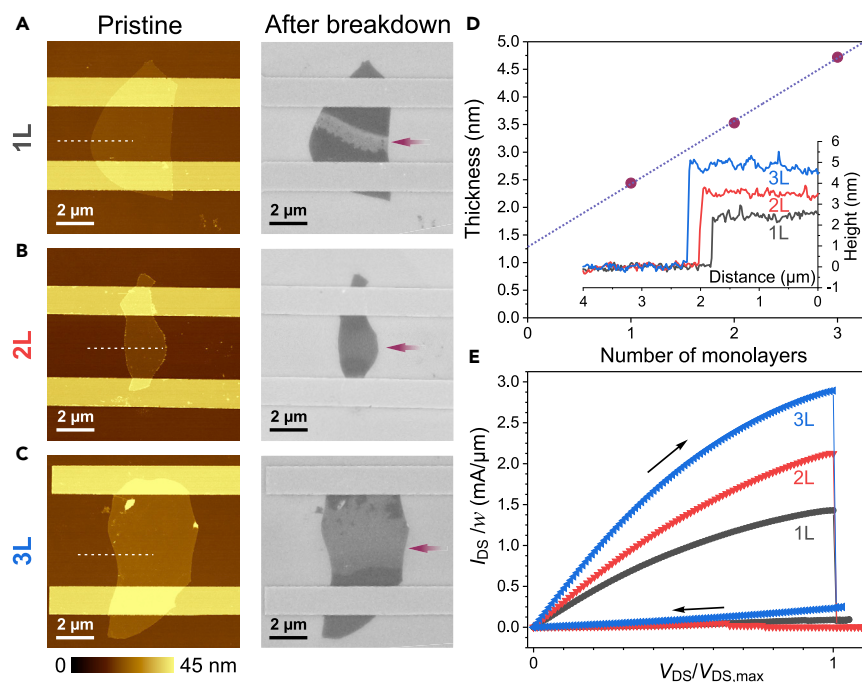 A
Pristine
After breakdown
1L
2 µm
2 µm
B
2L
2 µm
2 µm
C
3L
2 µm
2 µm
0
45 nm
D
5.0
4.5
4.0
3.5
3.0
2.5
2.0
1.5
1.0
0.5
0.0
Thickness (nm)
0
1
2
3
Number of monolayers
3L
2L
1L
6
5
4
3
2
1
0
-1
Height (nm)
Distance (µm)
4
3
2
1
0
E
3.0
2.5
2.0
1.5
1.0
0.5
0.0
I_DS/w (mA/µm)
3L
2L
1L
0
1
V_DS/V_DS,max